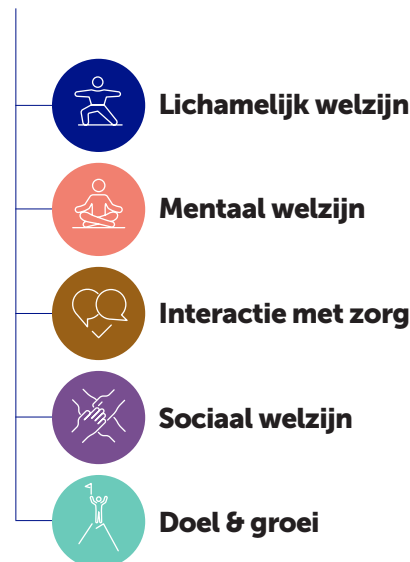 Lichamelijk welzijn
Mentaal welzijn
Interactie met zorg
Sociaal welzijn
Doel & groei